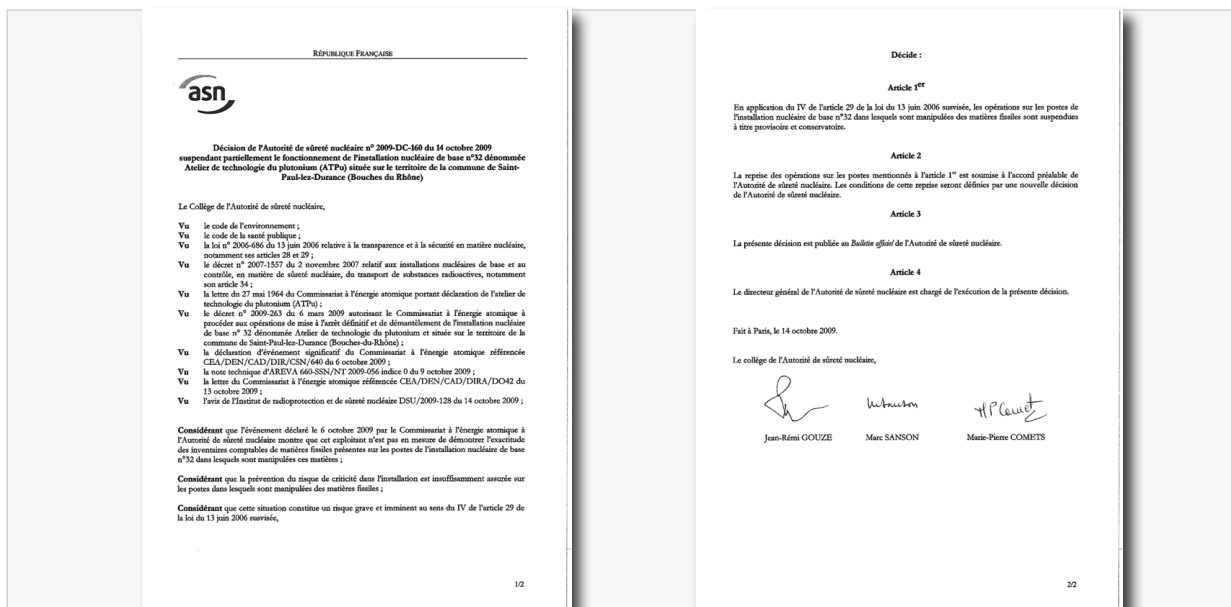 RÉPUBLIQUE FRANÇAISE
asn
Décision de l'Autorité de sûreté nucléaire n° 2009-DC-160 du 14 octobre 2009
suspendant partiellement le fonctionnement de l'installation nucléaire de base n°32 dénommée
Atelier de technologie du plutonium (ATPu) située sur le territoire de la commune de Saint-
Paul-lez-Durance (Bouches du Rhône)
Le Collège de l'Autorité de sûreté nucléaire,
Vu le code de l'environnement ;
Vu le code de la santé publique ;
Vu la loi n° 2006-686 du 13 juin 2006 relative à la transparence et à la sécurité en matière nucléaire,
notamment ses articles 28 et 29 ;
Vu le décret n° 2007-1557 du 2 novembre 2007 relatif aux installations nucléaires de base et au
contrôle, en matière de sûreté nucléaire, du transport de substances radioactives, notamment
son article 34 ;
Vu la lettre du 27 mai 1964 du Commissariat à l'énergie atomique portant déclaration de l'atelier de
technologie du plutonium (ATPu) ;
Vu le décret n° 2009-263 du 6 mars 2009 autorisant le Commissariat à l'énergie atomique à
procéder aux opérations de mise à l'arrêt définitif et de démantèlement de l'installation nucléaire
de base n° 32 dénommée Atelier de technologie du plutonium et située sur le territoire de la
commune de Saint-Paul-lez-Durance (Bouches-du-Rhône) ;
Vu la déclaration d'événement significatif du Commissariat à l'énergie atomique référencée
CEA/DEN/CAD/DIR/CSN/640 du 6 octobre 2009 ;
Vu la note technique d'AREVA 660-SSN/NT 2009-056 indice 0 du 9 octobre 2009 ;
Vu la lettre du Commissariat à l'énergie atomique référencée CEA/DEN/CAD/DIRA/DO42 du
13 octobre 2009 ;
Vu l'avis de l'Institut de radioprotection et de sûreté nucléaire DSU/2009-128 du 14 octobre 2009 ;
Considérant que l'événement déclaré le 6 octobre 2009 par le Commissariat à l'énergie atomique à
l'Autorité de sûreté nucléaire montre que cet exploitant n'est pas en mesure de démontrer l'exactitude
des inventaires comptables de matières fissiles présentes sur les postes de l'installation nucléaire de base
n°32 dans lesquels sont manipulées ces matières ;
Considérant que la prévention du risque de criticité dans l'installation est insuffisamment assurée sur
les postes dans lesquels sont manipulées des matières fissiles ;
Considérant que cette situation constitue un risque grave et imminent au sens du IV de l'article 29 de
la loi du 13 juin 2006 susvisée,
1/2
Décide :
Article 1er
En application du IV de l'article 29 de la loi du 13 juin 2006 susvisée, les opérations sur les postes de
l'installation nucléaire de base n°32 dans lesquels sont manipulées des matières fissiles sont suspendues
à titre provisoire et conservatoire.
Article 2
La reprise des opérations sur les postes mentionnés à l'article 1er est soumise à l'accord préalable de
l'Autorité de sûreté nucléaire. Les conditions de cette reprise seront définies par une nouvelle décision
de l'Autorité de sûreté nucléaire.
Article 3
La présente décision est publiée au Bulletin officiel de l'Autorité de sûreté nucléaire.
Article 4
Le directeur général de l'Autorité de sûreté nucléaire est chargé de l'exécution de la présente décision.
Fait à Paris, le 14 octobre 2009.
Le collège de l'Autorité de sûreté nucléaire,
Jean-Rémi GOUZE Marc SANSON Marie-Pierre COMETS
2/2